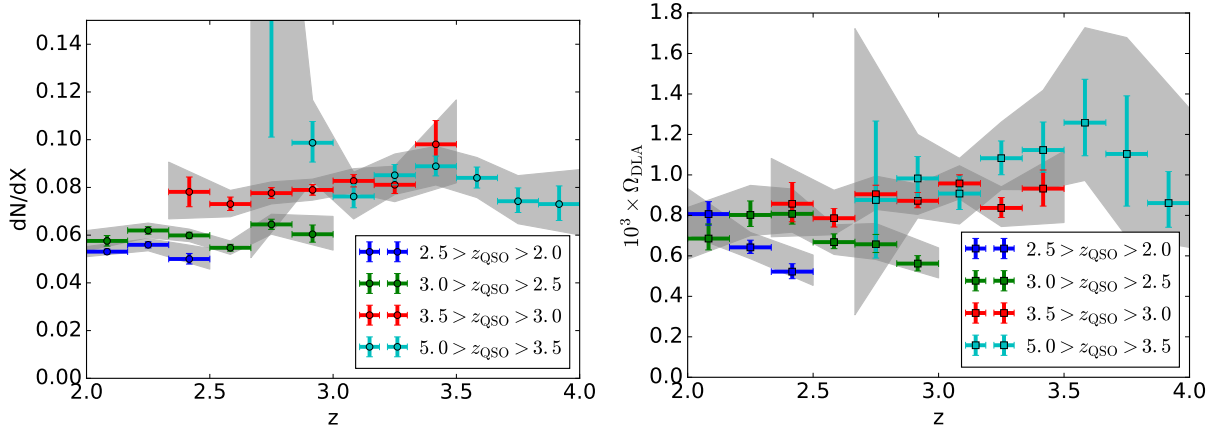 0.14
0.12
0.10
0.08
0.06
0.04
0.02
0.00
dN/dX
2.0 2.5 3.0 3.5 4.0
z
2.5 > z_QSO > 2.0
3.0 > z_QSO > 2.5
3.5 > z_QSO > 3.0
5.0 > z_QSO > 3.5
1.8
1.6
1.4
1.2
1.0
0.8
0.6
0.4
0.2
0.0
10³ × Ω_DLA
2.0 2.5 3.0 3.5 4.0
z
2.5 > z_QSO > 2.0
3.0 > z_QSO > 2.5
3.5 > z_QSO > 3.0
5.0 > z_QSO > 3.5